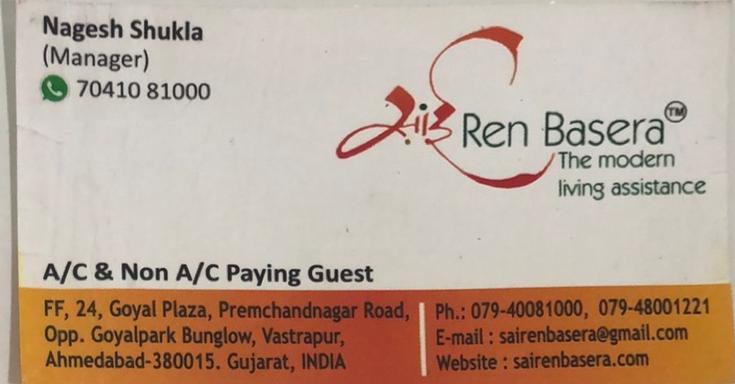 Nagesh Shukla
(Manager)
70410 81000
साईं Ren Basera™
The modern
living assistance
A/C & Non A/C Paying Guest
FF, 24, Goyal Plaza, Premchandnagar Road,
Opp. Goyalpark Bunglow, Vastrapur,
Ahmedabad-380015. Gujarat, INDIA
Ph.: 079-40081000, 079-48001221
E-mail : sairenbasera@gmail.com
Website : sairenbasera.com